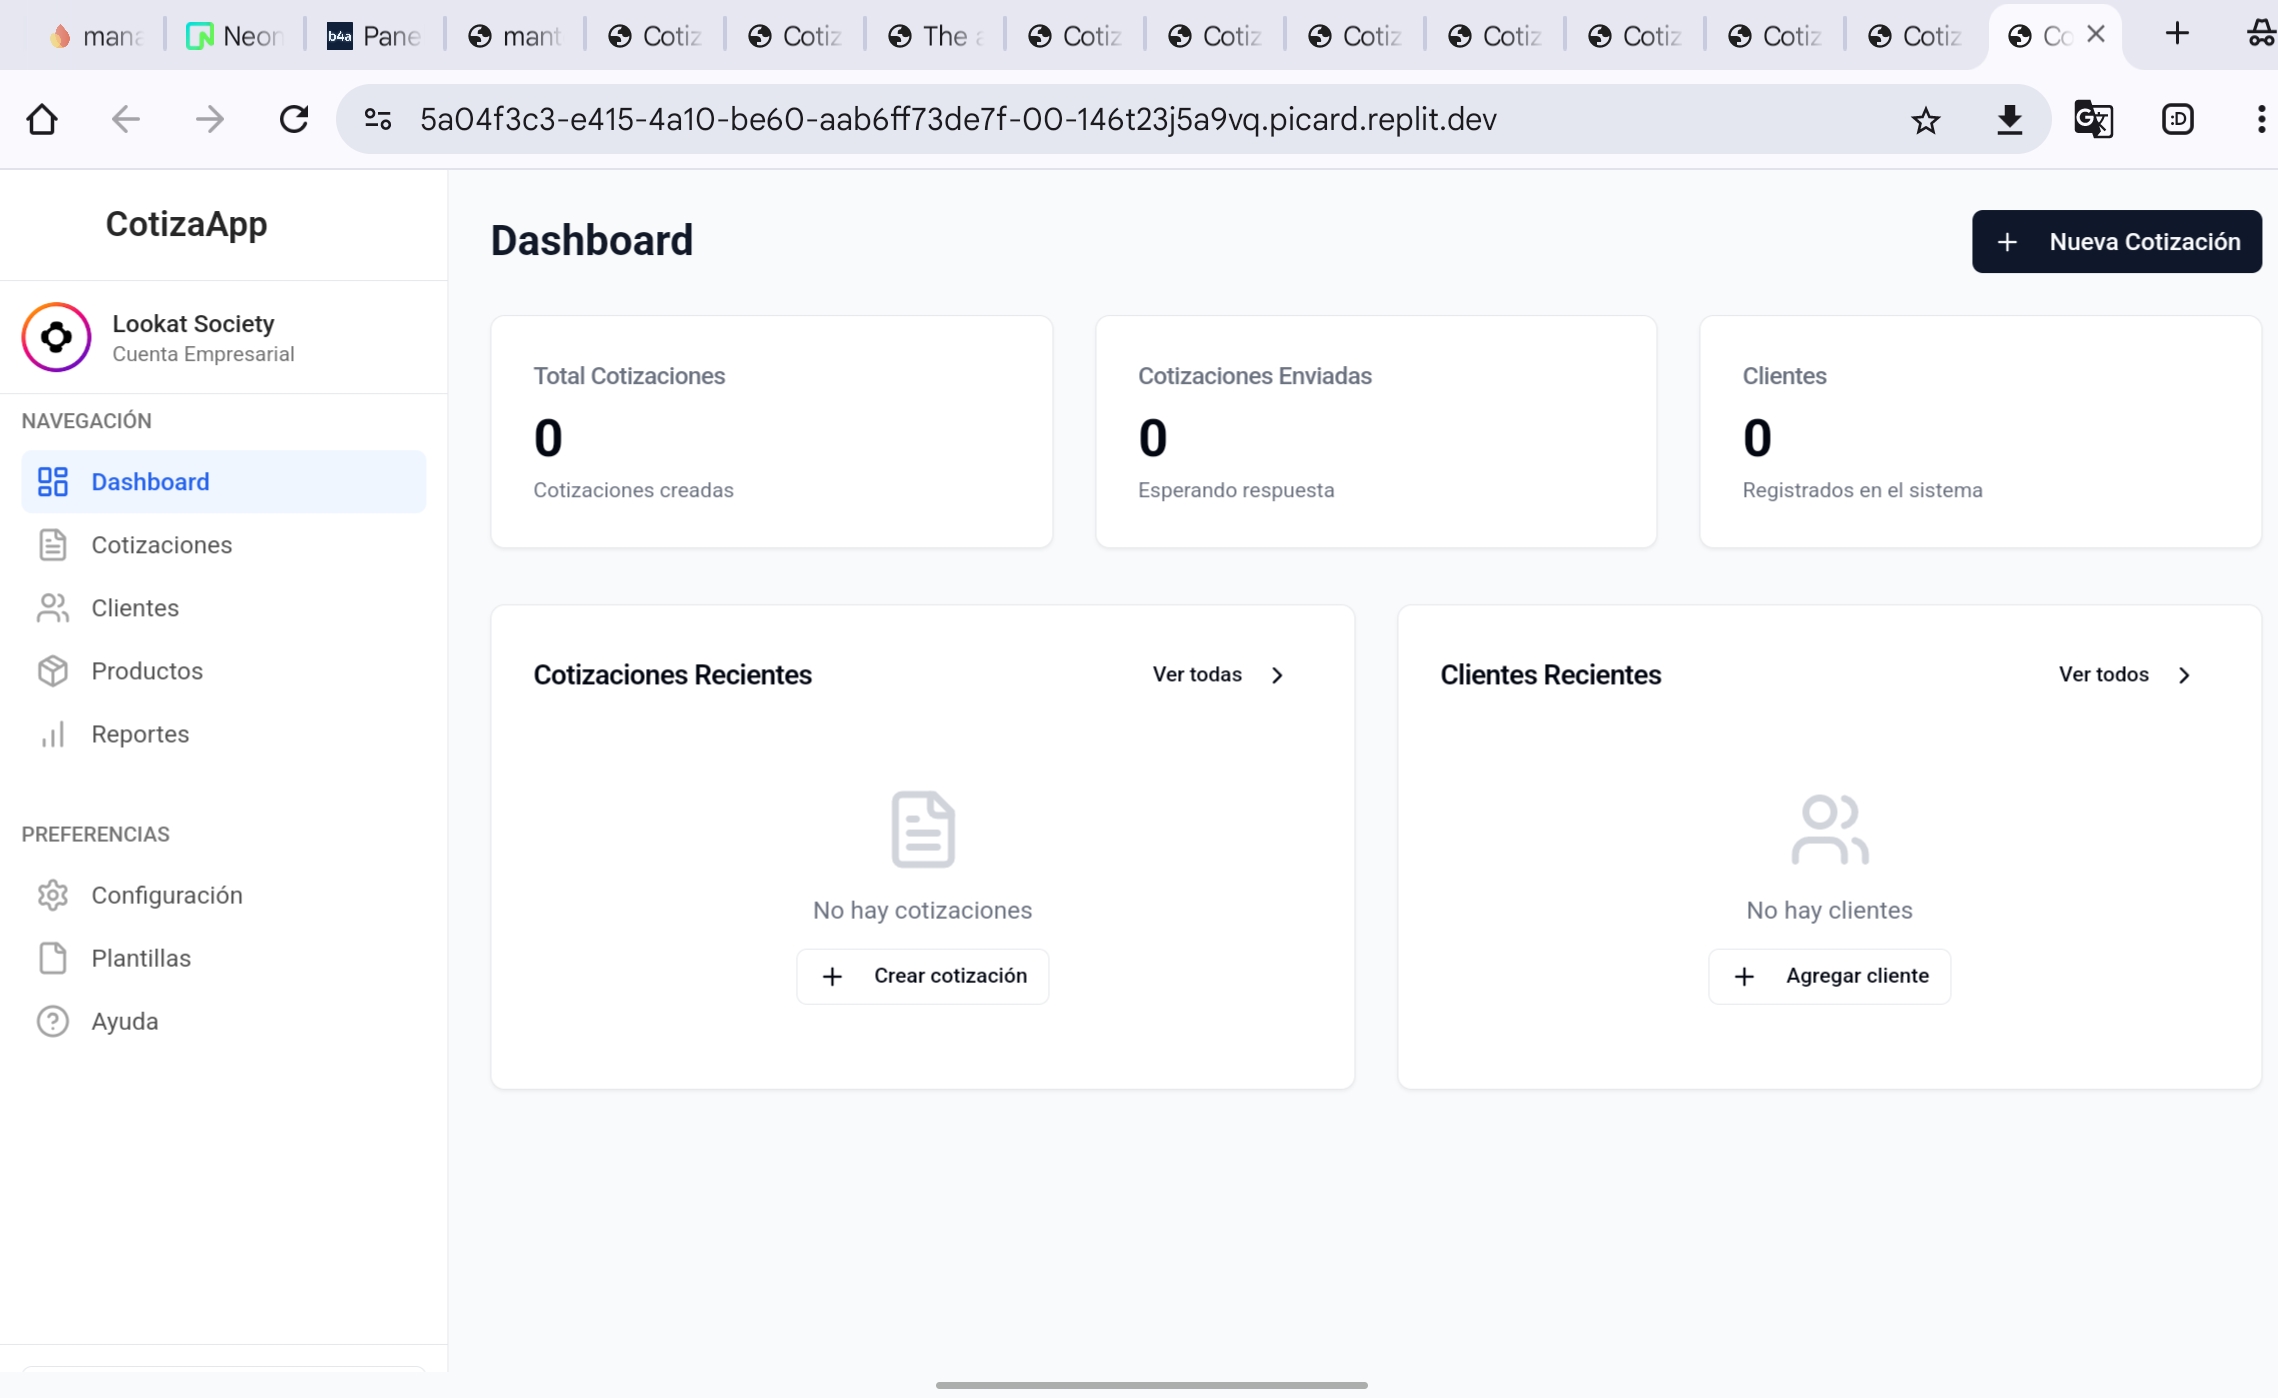 mana
Neon
b4a Pane
mant
Cotiz
Cotiz
The a
Cotiz
Cotiz
Cotiz
Cotiz
Cotiz
Cotiz
Cotiz
Co
5a04f3c3-e415-4a10-be60-aab6ff73de7f-00-146t23j5a9vq.picard.replit.dev
:D
CotizaApp
Lookat Society
Cuenta Empresarial
NAVEGACIÓN
Dashboard
Cotizaciones
Clientes
Productos
Reportes
PREFERENCIAS
Configuración
Plantillas
Ayuda
Dashboard
Nueva Cotización
Total Cotizaciones
0
Cotizaciones creadas
Cotizaciones Enviadas
0
Esperando respuesta
Clientes
0
Registrados en el sistema
Cotizaciones Recientes
Ver todas
No hay cotizaciones
Crear cotización
Clientes Recientes
Ver todos
No hay clientes
Agregar cliente